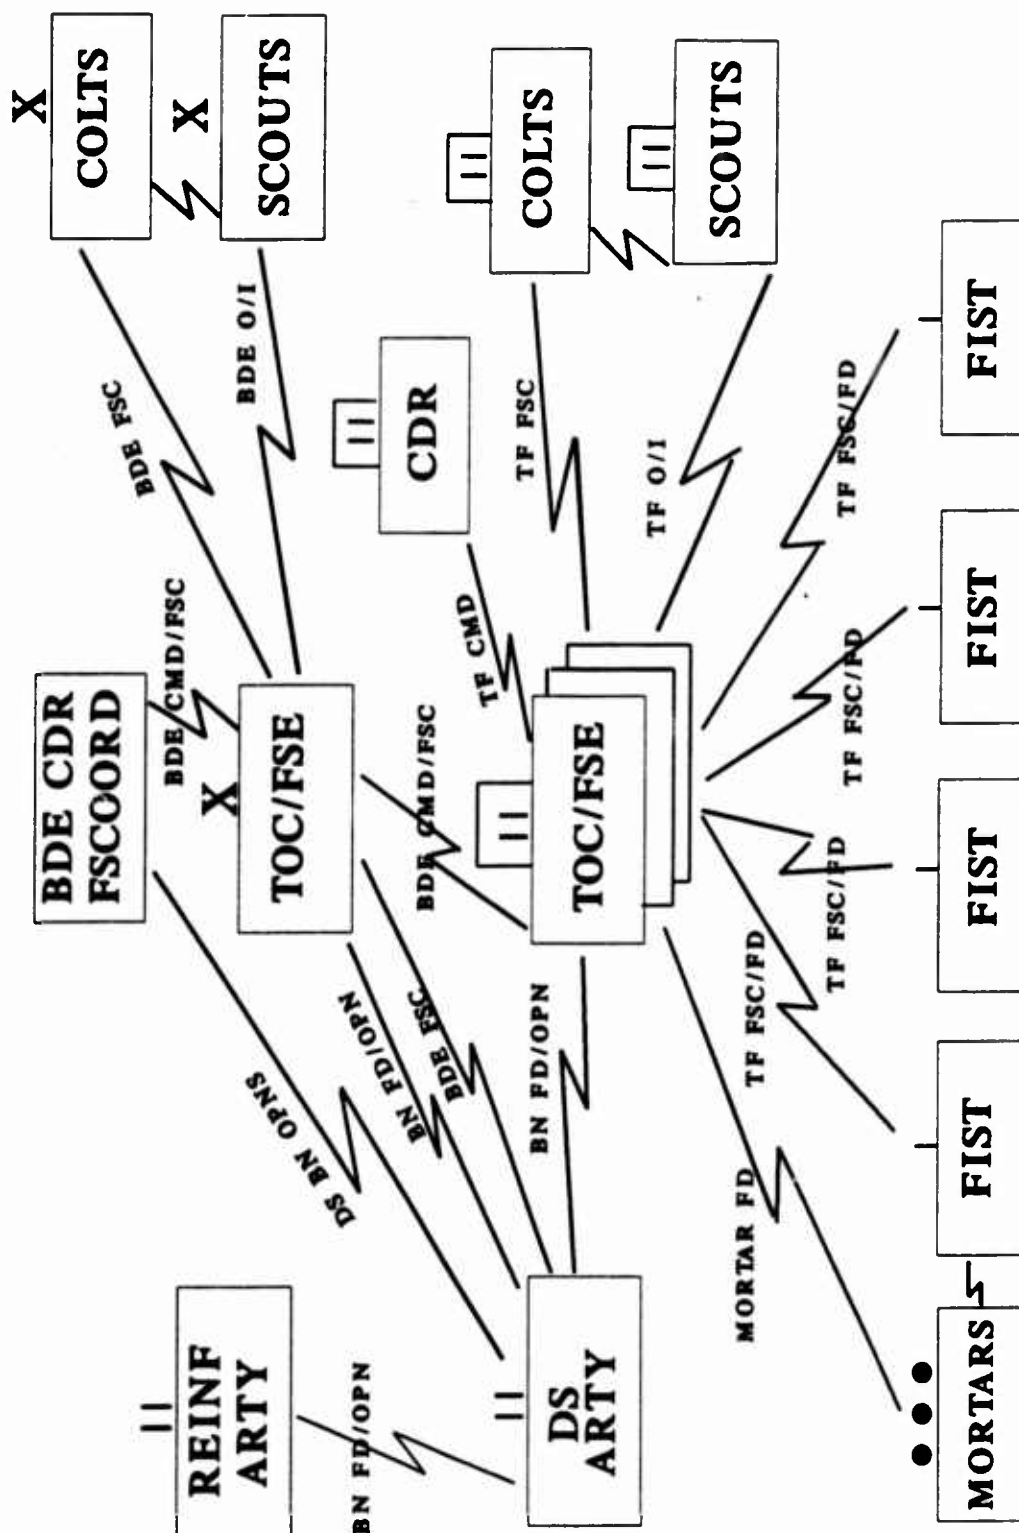 X
COLTS
X
SCOUTS
BDE FSC
BDE O/I
BDE CDR
FSCOORD
BDE CMD/FSC
X
TOC/FSE
DS BN OPNS
BN FD/OPN
BDE FSC
BDE CMD/FSC
REINF
ARTY
BN FD/OPN
DS
ARTY
BN FD/OPN
CDR
TF CMD
COLTS
SCOUTS
TF FSC
TF O/I
TOC/FSE
MORTAR FD
TF FSC/FD
TF FSC/FD
TF FSC/FD
TF FSC/FD
MORTARS
FIST
FIST
FIST
FIST